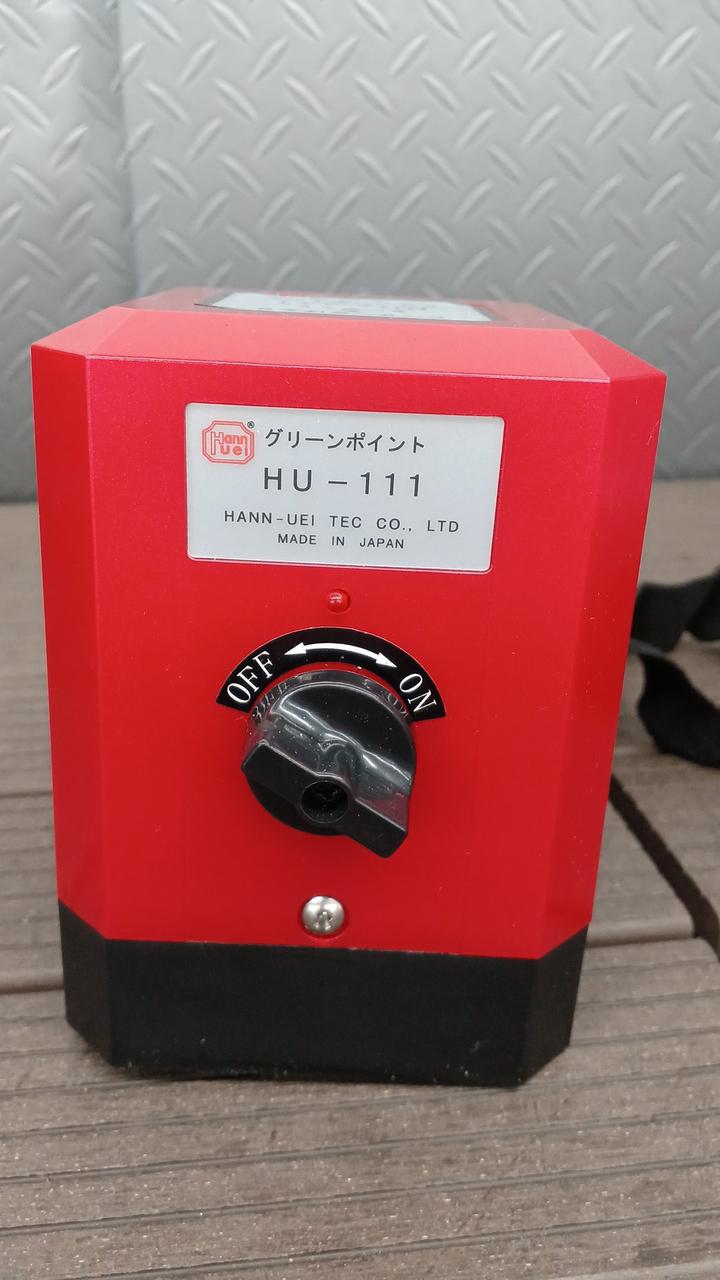 Hann
Uei
®
グリーンポイント
HU-111
HANN-UEI TEC CO., LTD
MADE IN JAPAN
OFF ON